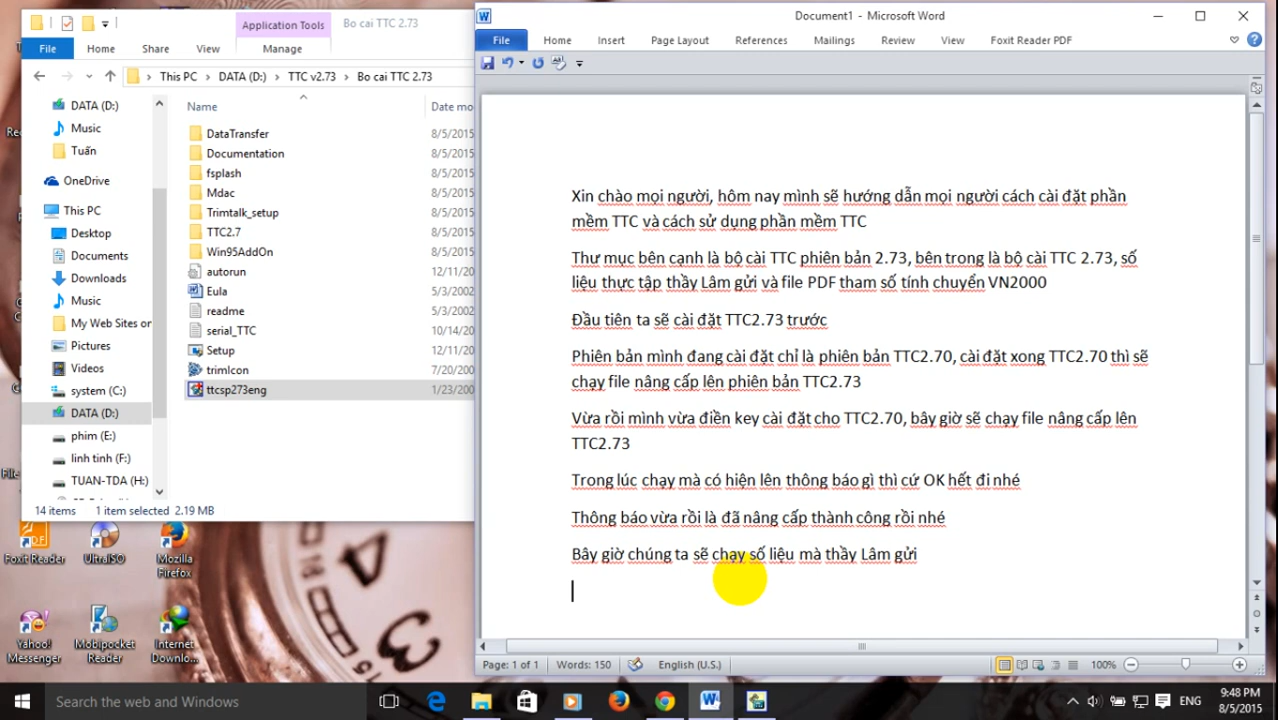 Application Tools
Bo cai TTC 2.73
File
Home
Share
View
Manage
This PC
DATA (D:)
TTC v2.73
Bo cai TTC 2.73
DATA (D:)
Music
Tuấn
OneDrive
This PC
Desktop
Documents
Downloads
Music
My Web Sites or
Pictures
Videos
system (C:)
DATA (D:)
phim (E:)
linh tinh (F:)
TUAN-TDA (H:)
Name
Date mo
DataTransfer 8/5/2015
Documentation 8/5/2015
fsplash 8/5/2015
Mdac 8/5/2015
Trimtalk_setup 8/5/2015
TTC2.7 8/5/2015
Win95AddOn 8/5/2015
autorun 12/11/20
Eula 5/3/2002
readme 5/3/2002
serial_TTC 10/14/20
Setup 12/11/20
trimIcon 7/20/200
ttcsp273eng 1/23/200
14 items 1 item selected 2.19 MB
Document1 - Microsoft Word
File Home Insert Page Layout References Mailings Review View Foxit Reader PDF
Xin chào mọi người, hôm nay mình sẽ hướng dẫn mọi người cách cài đặt phần
mềm TTC và cách sử dụng phần mềm TTC
Thư mục bên cạnh là bộ cài TTC phiên bản 2.73, bên trong là bộ cài TTC 2.73, số
liệu thực tập thầy Lâm gửi và file PDF tham số tính chuyển VN2000
Đầu tiên ta sẽ cài đặt TTC2.73 trước
Phiên bản mình đang cài đặt chỉ là phiên bản TTC2.70, cài đặt xong TTC2.70 thì sẽ
chạy file nâng cấp lên phiên bản TTC2.73
Vừa rồi mình vừa điền key cài đặt cho TTC2.70, bây giờ sẽ chạy file nâng cấp lên
TTC2.73
Trong lúc chạy mà có hiện lên thông báo gì thì cứ OK hết đi nhé
Thông báo vừa rồi là đã nâng cấp thành công rồi nhé
Bây giờ chúng ta sẽ chạy số liệu mà thầy Lâm gửi
Page: 1 of 1 Words: 150 English (U.S.) 100%
Foxit Reader
UltraISO
Mozilla
Firefox
Yahoo!
Messenger
Mobipocket
Reader
Internet
Downlo...
Search the web and Windows
ENG
9:48 PM
8/5/2015